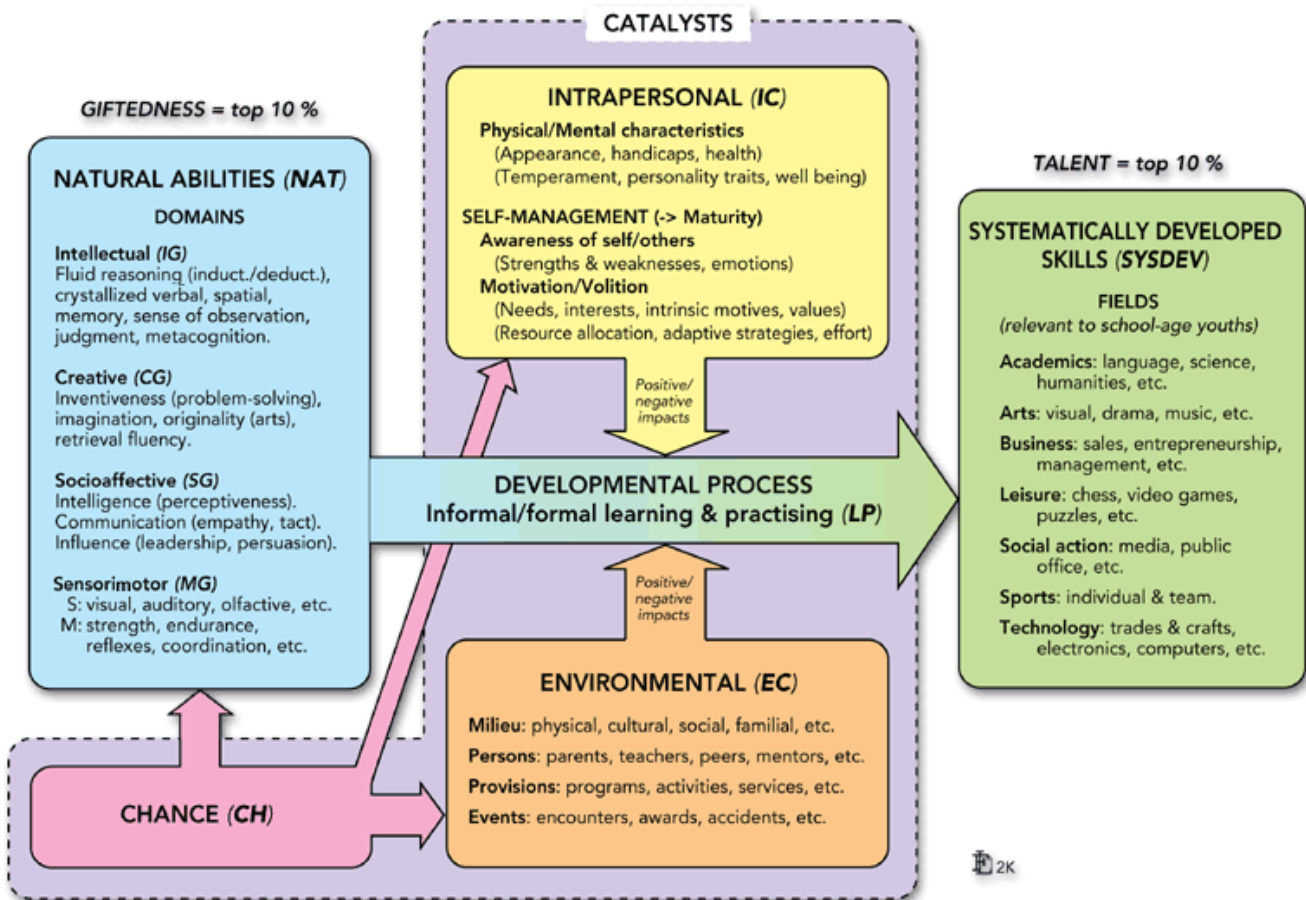 CATALYSTS
GIFTEDNESS = top 10 %
NATURAL ABILITIES (NAT)
DOMAINS
Intellectual (IG)
Fluid reasoning (induct./deduct.),
crystallized verbal, spatial,
memory, sense of observation,
judgment, metacognition.
Creative (CG)
Inventiveness (problem-solving),
imagination, originality (arts),
retrieval fluency.
Socioaffective (SG)
Intelligence (perceptiveness).
Communication (empathy, tact).
Influence (leadership, persuasion).
Sensorimotor (MG)
S: visual, auditory, olfactive, etc.
M: strength, endurance,
reflexes, coordination, etc.
CHANCE (CH)
INTRAPERSONAL (IC)
Physical/Mental characteristics
(Appearance, handicaps, health)
(Temperament, personality traits, well being)
SELF-MANAGEMENT (-> Maturity)
Awareness of self/others
(Strengths & weaknesses, emotions)
Motivation/Volition
(Needs, interests, intrinsic motives, values)
(Resource allocation, adaptive strategies, effort)
Positive/
negative
impacts
DEVELOPMENTAL PROCESS
Informal/formal learning & practising (LP)
Positive/
negative
impacts
ENVIRONMENTAL (EC)
Milieu: physical, cultural, social, familial, etc.
Persons: parents, teachers, peers, mentors, etc.
Provisions: programs, activities, services, etc.
Events: encounters, awards, accidents, etc.
TALENT = top 10 %
SYSTEMATICALLY DEVELOPED
SKILLS (SYSDEV)
FIELDS
(relevant to school-age youths)
Academics: language, science,
humanities, etc.
Arts: visual, drama, music, etc.
Business: sales, entrepreneurship,
management, etc.
Leisure: chess, video games,
puzzles, etc.
Social action: media, public
office, etc.
Sports: individual & team.
Technology: trades & crafts,
electronics, computers, etc.
2K